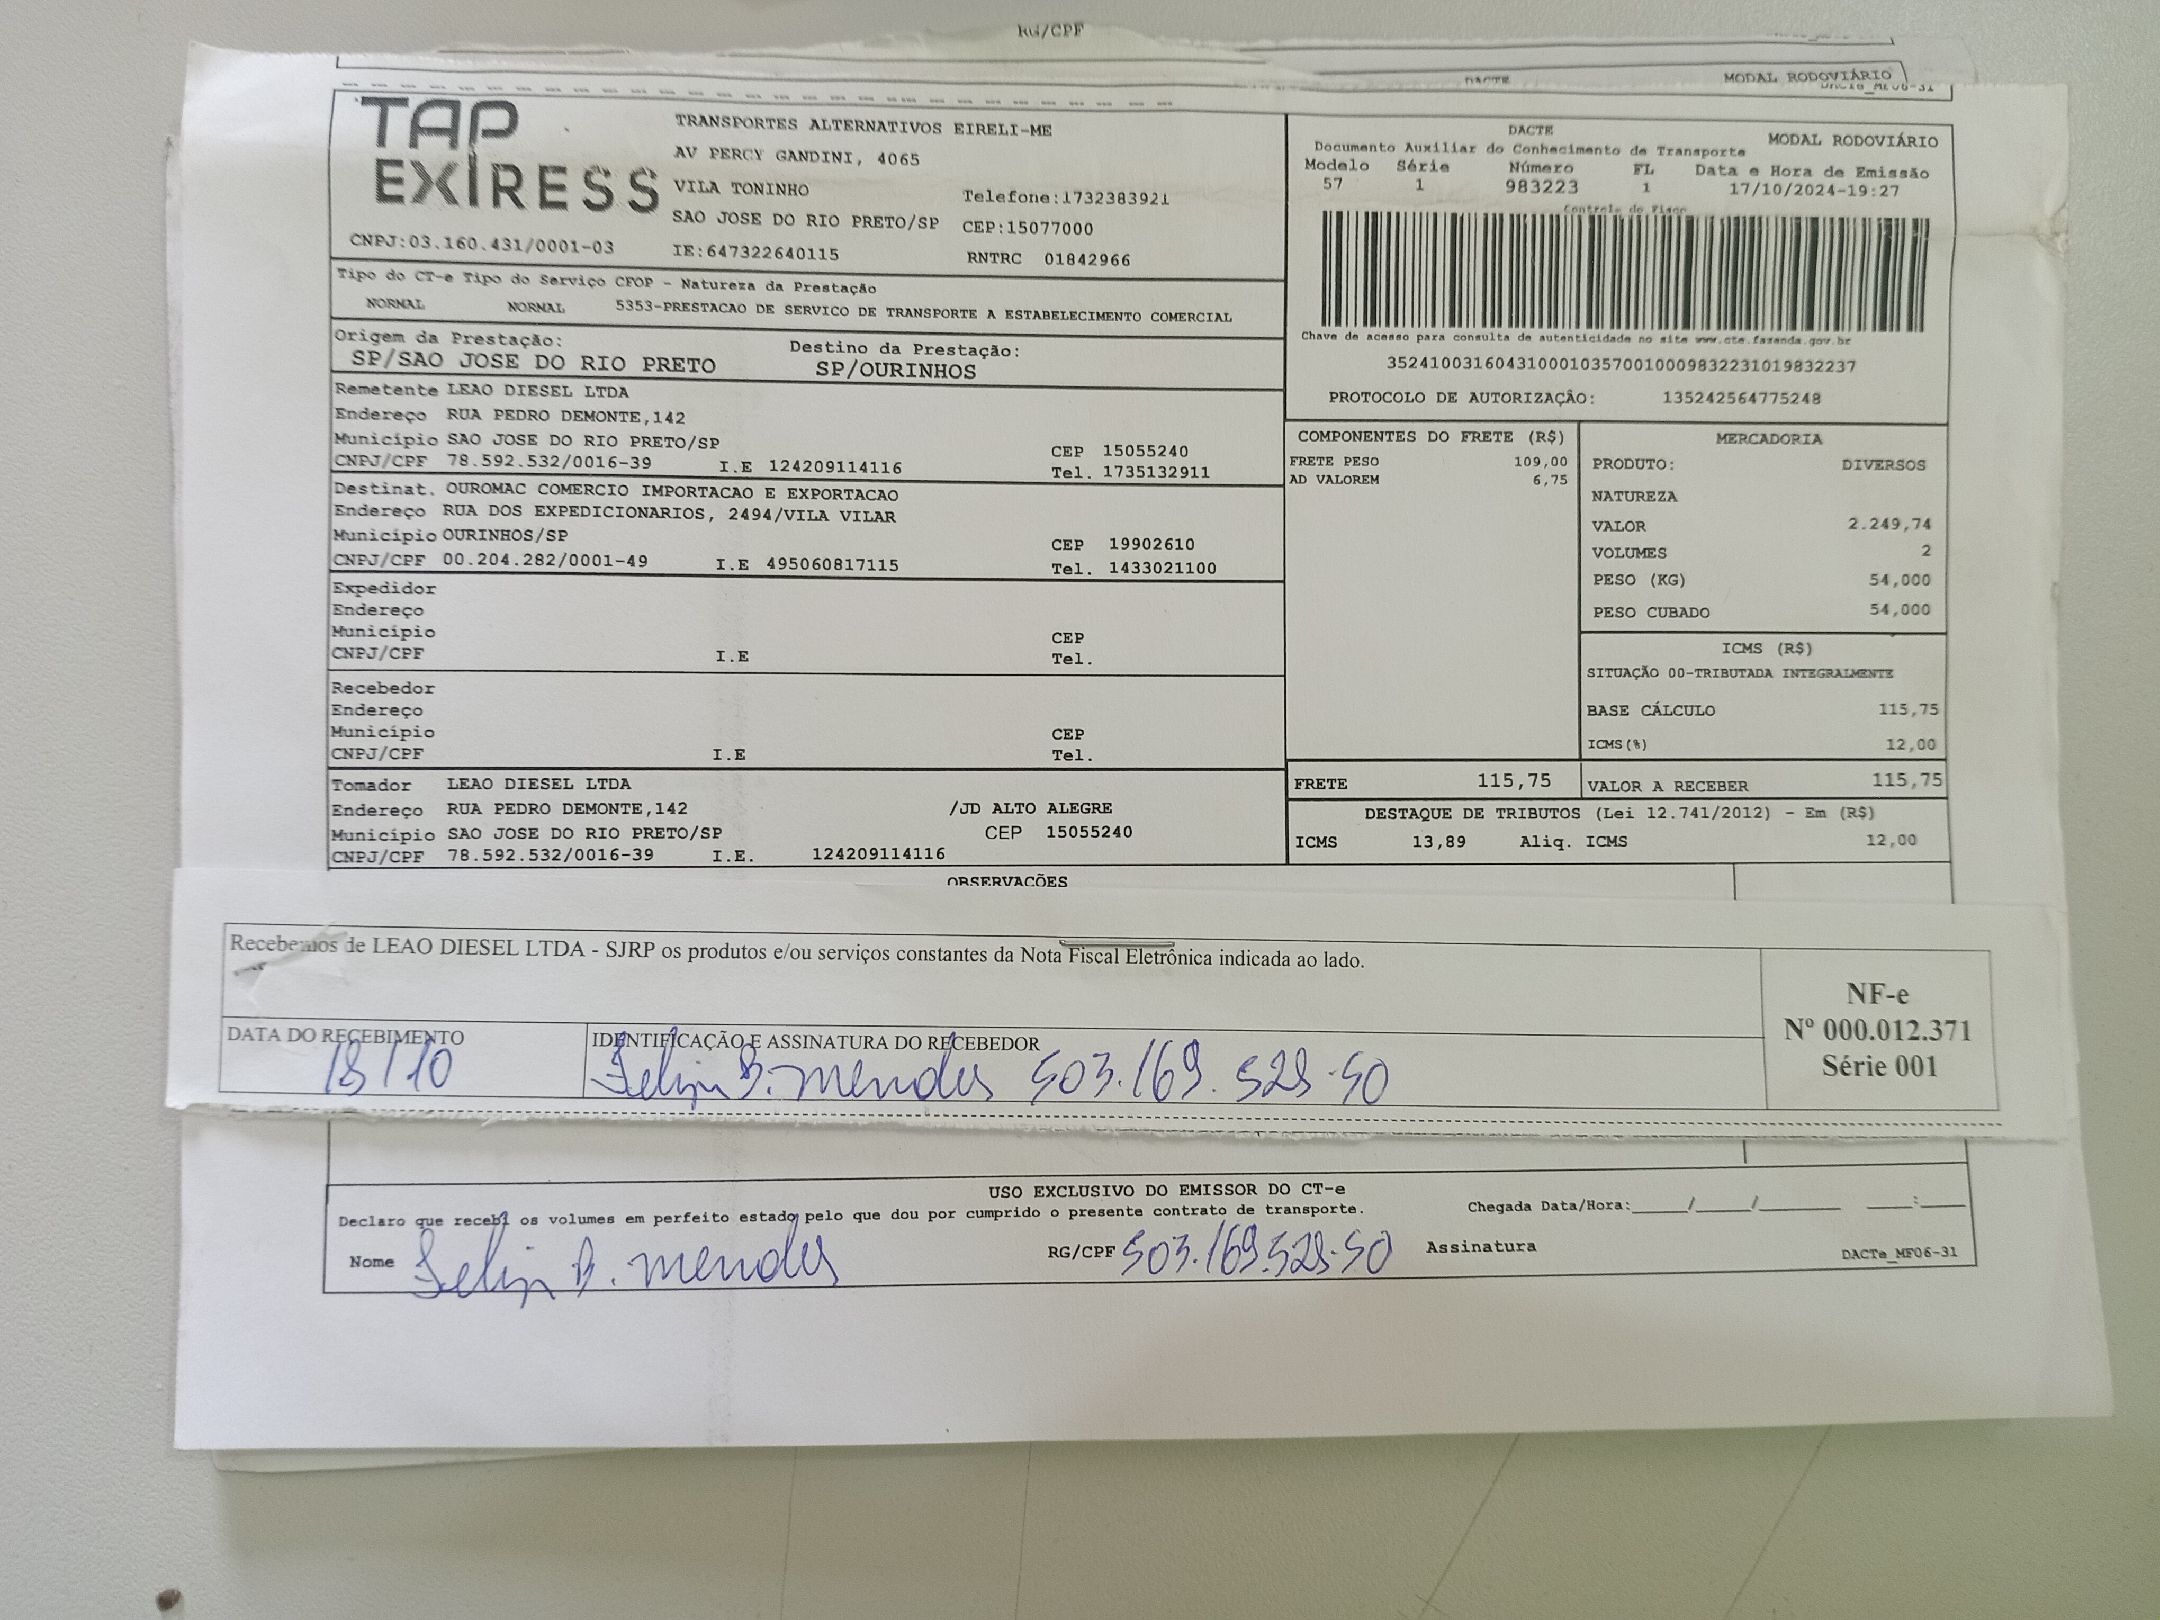 RG/CPF
DACTE MODAL RODOVIÁRIO
DACTe_MF06-31
TAP EXPRESS
TRANSPORTES ALTERNATIVOS EIRELI-ME
AV PERCY GANDINI, 4065
VILA TONINHO Telefone:1732383921
SAO JOSE DO RIO PRETO/SP CEP:15077000
CNPJ:03.160.431/0001-03 IE:647322640115 RNTRC 01842966
DACTE MODAL RODOVIÁRIO
Documento Auxiliar do Conhecimento de Transporte
Modelo Série Número FL Data e Hora de Emissão
57 1 983223 1 17/10/2024-19:27
Controle do Fisco
Chave de acesso para consulta de autenticidade no site www.cte.fazenda.gov.br
35241003160431000103570010009832231019832237
PROTOCOLO DE AUTORIZAÇÂO: 135242564775248
Tipo do CT-e Tipo do Serviço CFOP - Natureza da Prestação
NORMAL NORMAL 5353-PRESTACAO DE SERVICO DE TRANSPORTE A ESTABELECIMENTO COMERCIAL
Origem da Prestação: Destino da Prestação:
SP/SAO JOSE DO RIO PRETO SP/OURINHOS
Remetente LEAO DIESEL LTDA
Endereço RUA PEDRO DEMONTE,142
Município SAO JOSE DO RIO PRETO/SP CEP 15055240
CNPJ/CPF 78.592.532/0016-39 I.E 124209114116 Tel. 1735132911
Destinat. OUROMAC COMERCIO IMPORTACAO E EXPORTACAO
Endereço RUA DOS EXPEDICIONARIOS, 2494/VILA VILAR
Município OURINHOS/SP CEP 19902610
CNPJ/CPF 00.204.282/0001-49 I.E 495060817115 Tel. 1433021100
Expedidor
Endereço
Município CEP
CNPJ/CPF I.E Tel.
Recebedor
Endereço
Município CEP
CNPJ/CPF I.E Tel.
Tomador LEAO DIESEL LTDA
Endereço RUA PEDRO DEMONTE,142 /JD ALTO ALEGRE
Município SAO JOSE DO RIO PRETO/SP CEP 15055240
CNPJ/CPF 78.592.532/0016-39 I.E. 124209114116
COMPONENTES DO FRETE (R$)
FRETE PESO 109,00
AD VALOREM 6,75
MERCADORIA
PRODUTO: DIVERSOS
NATUREZA
VALOR 2.249,74
VOLUMES 2
PESO (KG) 54,000
PESO CUBADO 54,000
ICMS (R$)
SITUAÇÃO 00-TRIBUTADA INTEGRALMENTE
BASE CÁLCULO 115,75
ICMS(%) 12,00
FRETE 115,75 VALOR A RECEBER 115,75
DESTAQUE DE TRIBUTOS (Lei 12.741/2012) - Em (R$)
ICMS 13,89 Aliq. ICMS 12,00
OBSERVAÇÕES
Recebemos de LEAO DIESEL LTDA - SJRP os produtos e/ou serviços constantes da Nota Fiscal Eletrônica indicada ao lado.
DATA DO RECEBIMENTO IDENTIFICAÇÃO E ASSINATURA DO RECEBEDOR
18/10 Felip B. mendes 503.169.528-50
NF-e
Nº 000.012.371
Série 001
USO EXCLUSIVO DO EMISSOR DO CT-e
Declaro que recebi os volumes em perfeito estado pelo que dou por cumprido o presente contrato de transporte. Chegada Data/Hora:____/____/______ ___:___
Nome Felip B. mendes RG/CPF 503.169.528-50 Assinatura DACTe_MF06-31